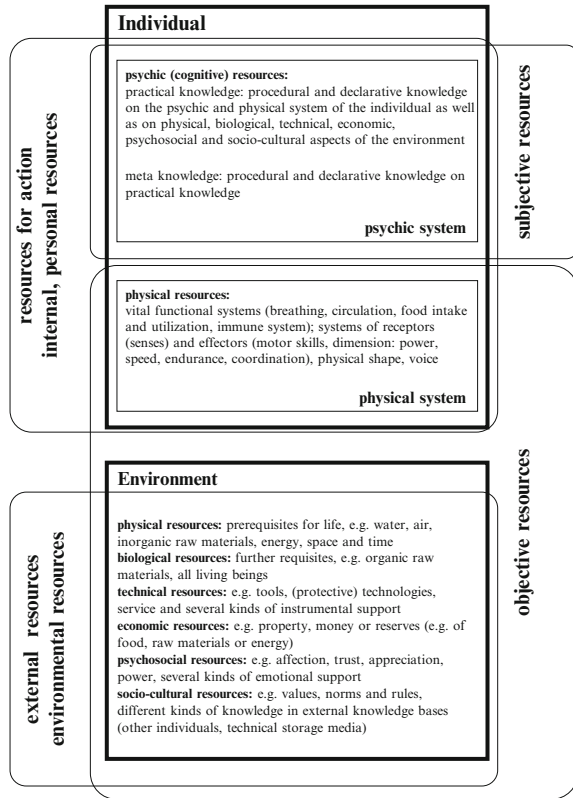 Individual
psychic (cognitive) resources:
practical knowledge: procedural and declarative knowledge
on the psychic and physical system of the indivildual as well
as on physical, biological, technical, economic,
psychosocial and socio-cultural aspects of the environment
meta knowledge: procedural and declarative knowledge on
practical knowledge
psychic system
subjective resources
resources for action
internal, personal resources
physical resources:
vital functional systems (breathing, circulation, food intake
and utilization, immune system); systems of receptors
(senses) and effectors (motor skills, dimension: power,
speed, endurance, coordination), physical shape, voice
physical system
objective resources
Environment
physical resources: prerequisites for life, e.g. water, air,
inorganic raw materials, energy, space and time
biological resources: further requisites, e.g. organic raw
materials, all living beings
technical resources: e.g. tools, (protective) technologies,
service and several kinds of instrumental support
economic resources: e.g. property, money or reserves (e.g. of
food, raw materials or energy)
psychosocial resources: e.g. affection, trust, appreciation,
power, several kinds of emotional support
socio-cultural resources: e.g. values, norms and rules,
different kinds of knowledge in external knowledge bases
(other individuals, technical storage media)
external resources
environmental resources